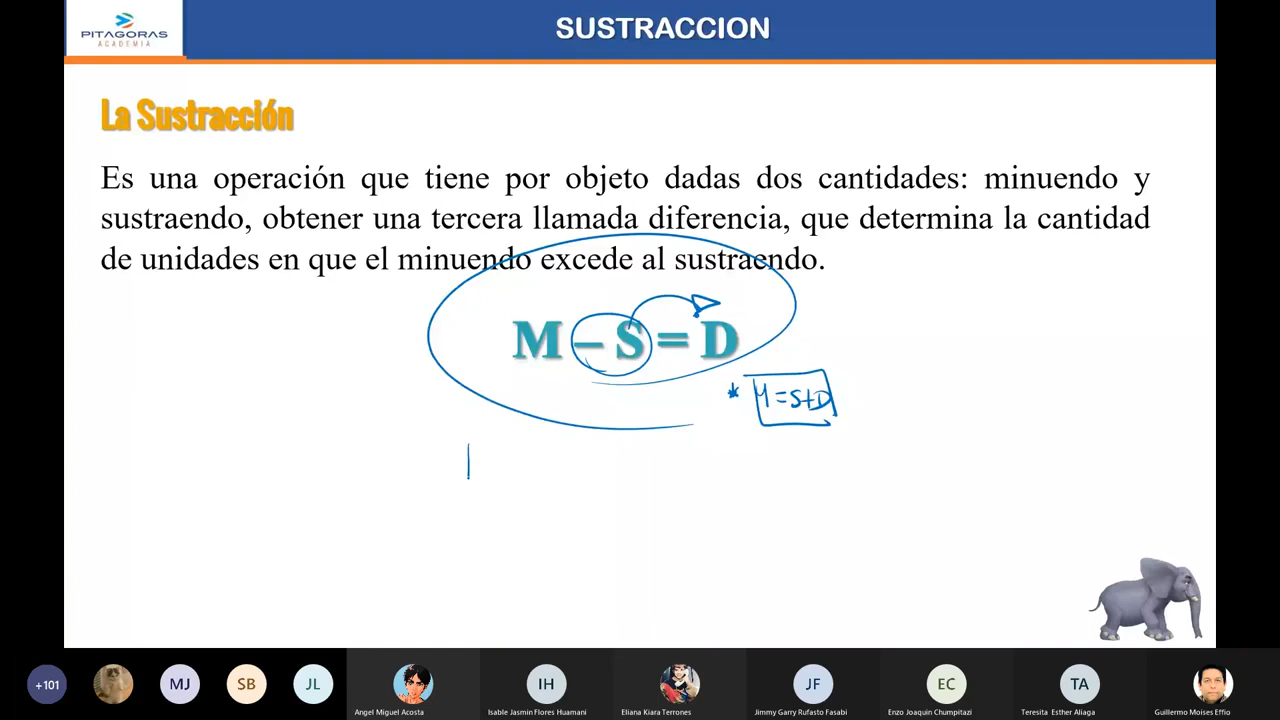 PITAGORAS
ACADEMIA
SUSTRACCION
La Sustracción
Es una operación que tiene por objeto dadas dos cantidades: minuendo y
sustraendo, obtener una tercera llamada diferencia, que determina la cantidad
de unidades en que el minuendo excede al sustraendo.
M – S = D
* M = S+D
+101
MJ
SB
JL
IH
JF
EC
TA
Angel Miguel Acosta
Isable Jasmin Flores Huamani
Eliana Kiara Terrones
Jimmy Garry Rufasto Fasabi
Enzo Joaquin Chumpitazi
Teresita Esther Aliaga
Guillermo Moises Effio